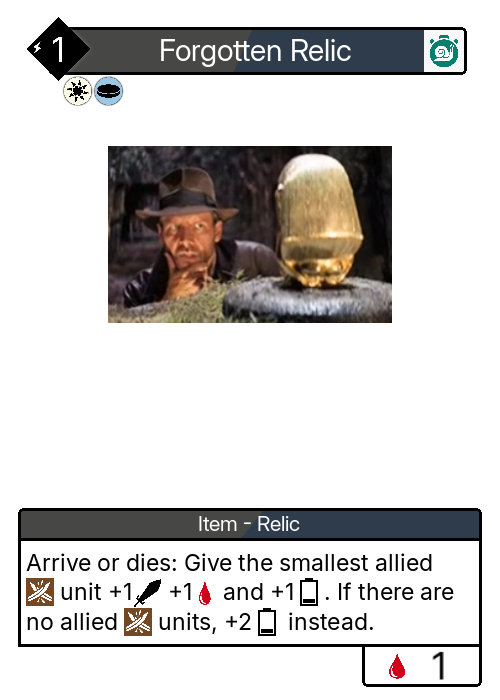 1
Forgotten Relic
Item - Relic
Arrive or dies: Give the smallest allied
unit +1 +1 and +1 . If there are
no allied units, +2 instead.
1